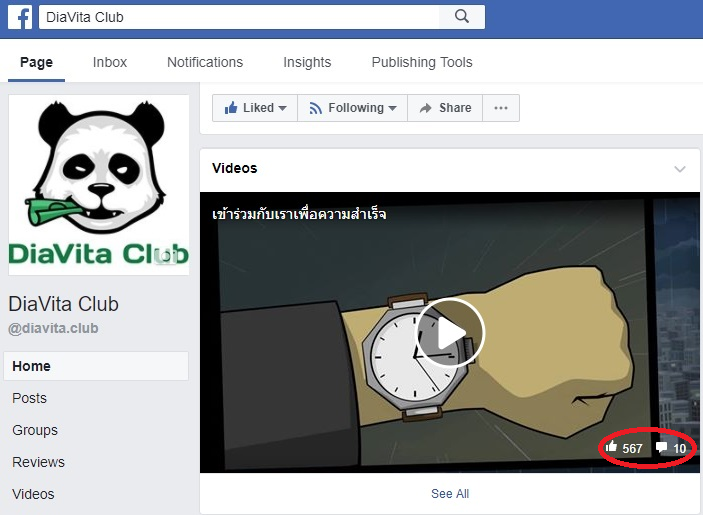 DiaVita Club
Page Inbox Notifications Insights Publishing Tools
DiaVita Club
DiaVita Club
@diavita.club
Home
Posts
Groups
Reviews
Videos
Liked Following Share ...
Videos
เข้าร่วมกับเราเพื่อความสำเร็จ
567 10
See All